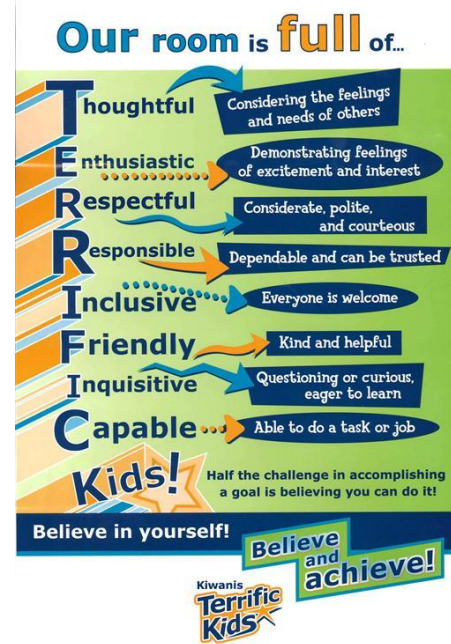 Our room is full of...
Thoughtful
Considering the feelings
and needs of others
Enthusiastic
Demonstrating feelings
of excitement and interest
Respectful
Considerate, polite,
and courteous
Responsible
Dependable and can be trusted
Inclusive
Everyone is welcome
Friendly
Kind and helpful
Inquisitive
Questioning or curious,
eager to learn
Capable
Able to do a task or job
Kids!
Half the challenge in accomplishing
a goal is believing you can do it!
Believe in yourself!
Believe
and
achieve!
Kiwanis
Terrific
Kids